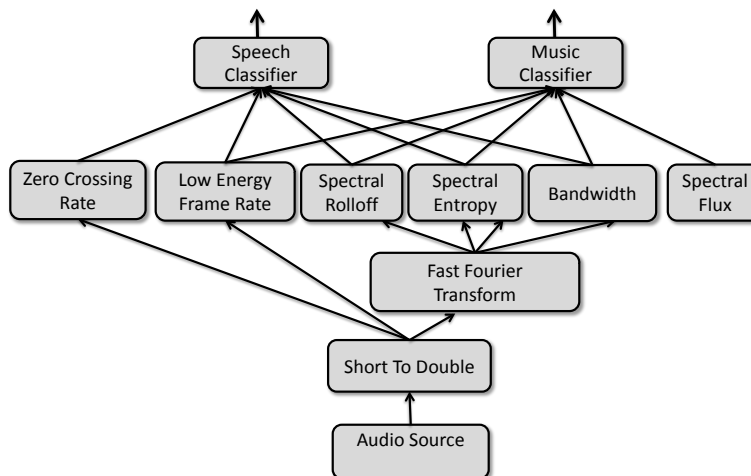 Speech
Classifier
Music
Classifier
Zero Crossing
Rate
Low Energy
Frame Rate
Spectral
Rolloff
Spectral
Entropy
Bandwidth
Spectral
Flux
Fast Fourier
Transform
Short To Double
Audio Source